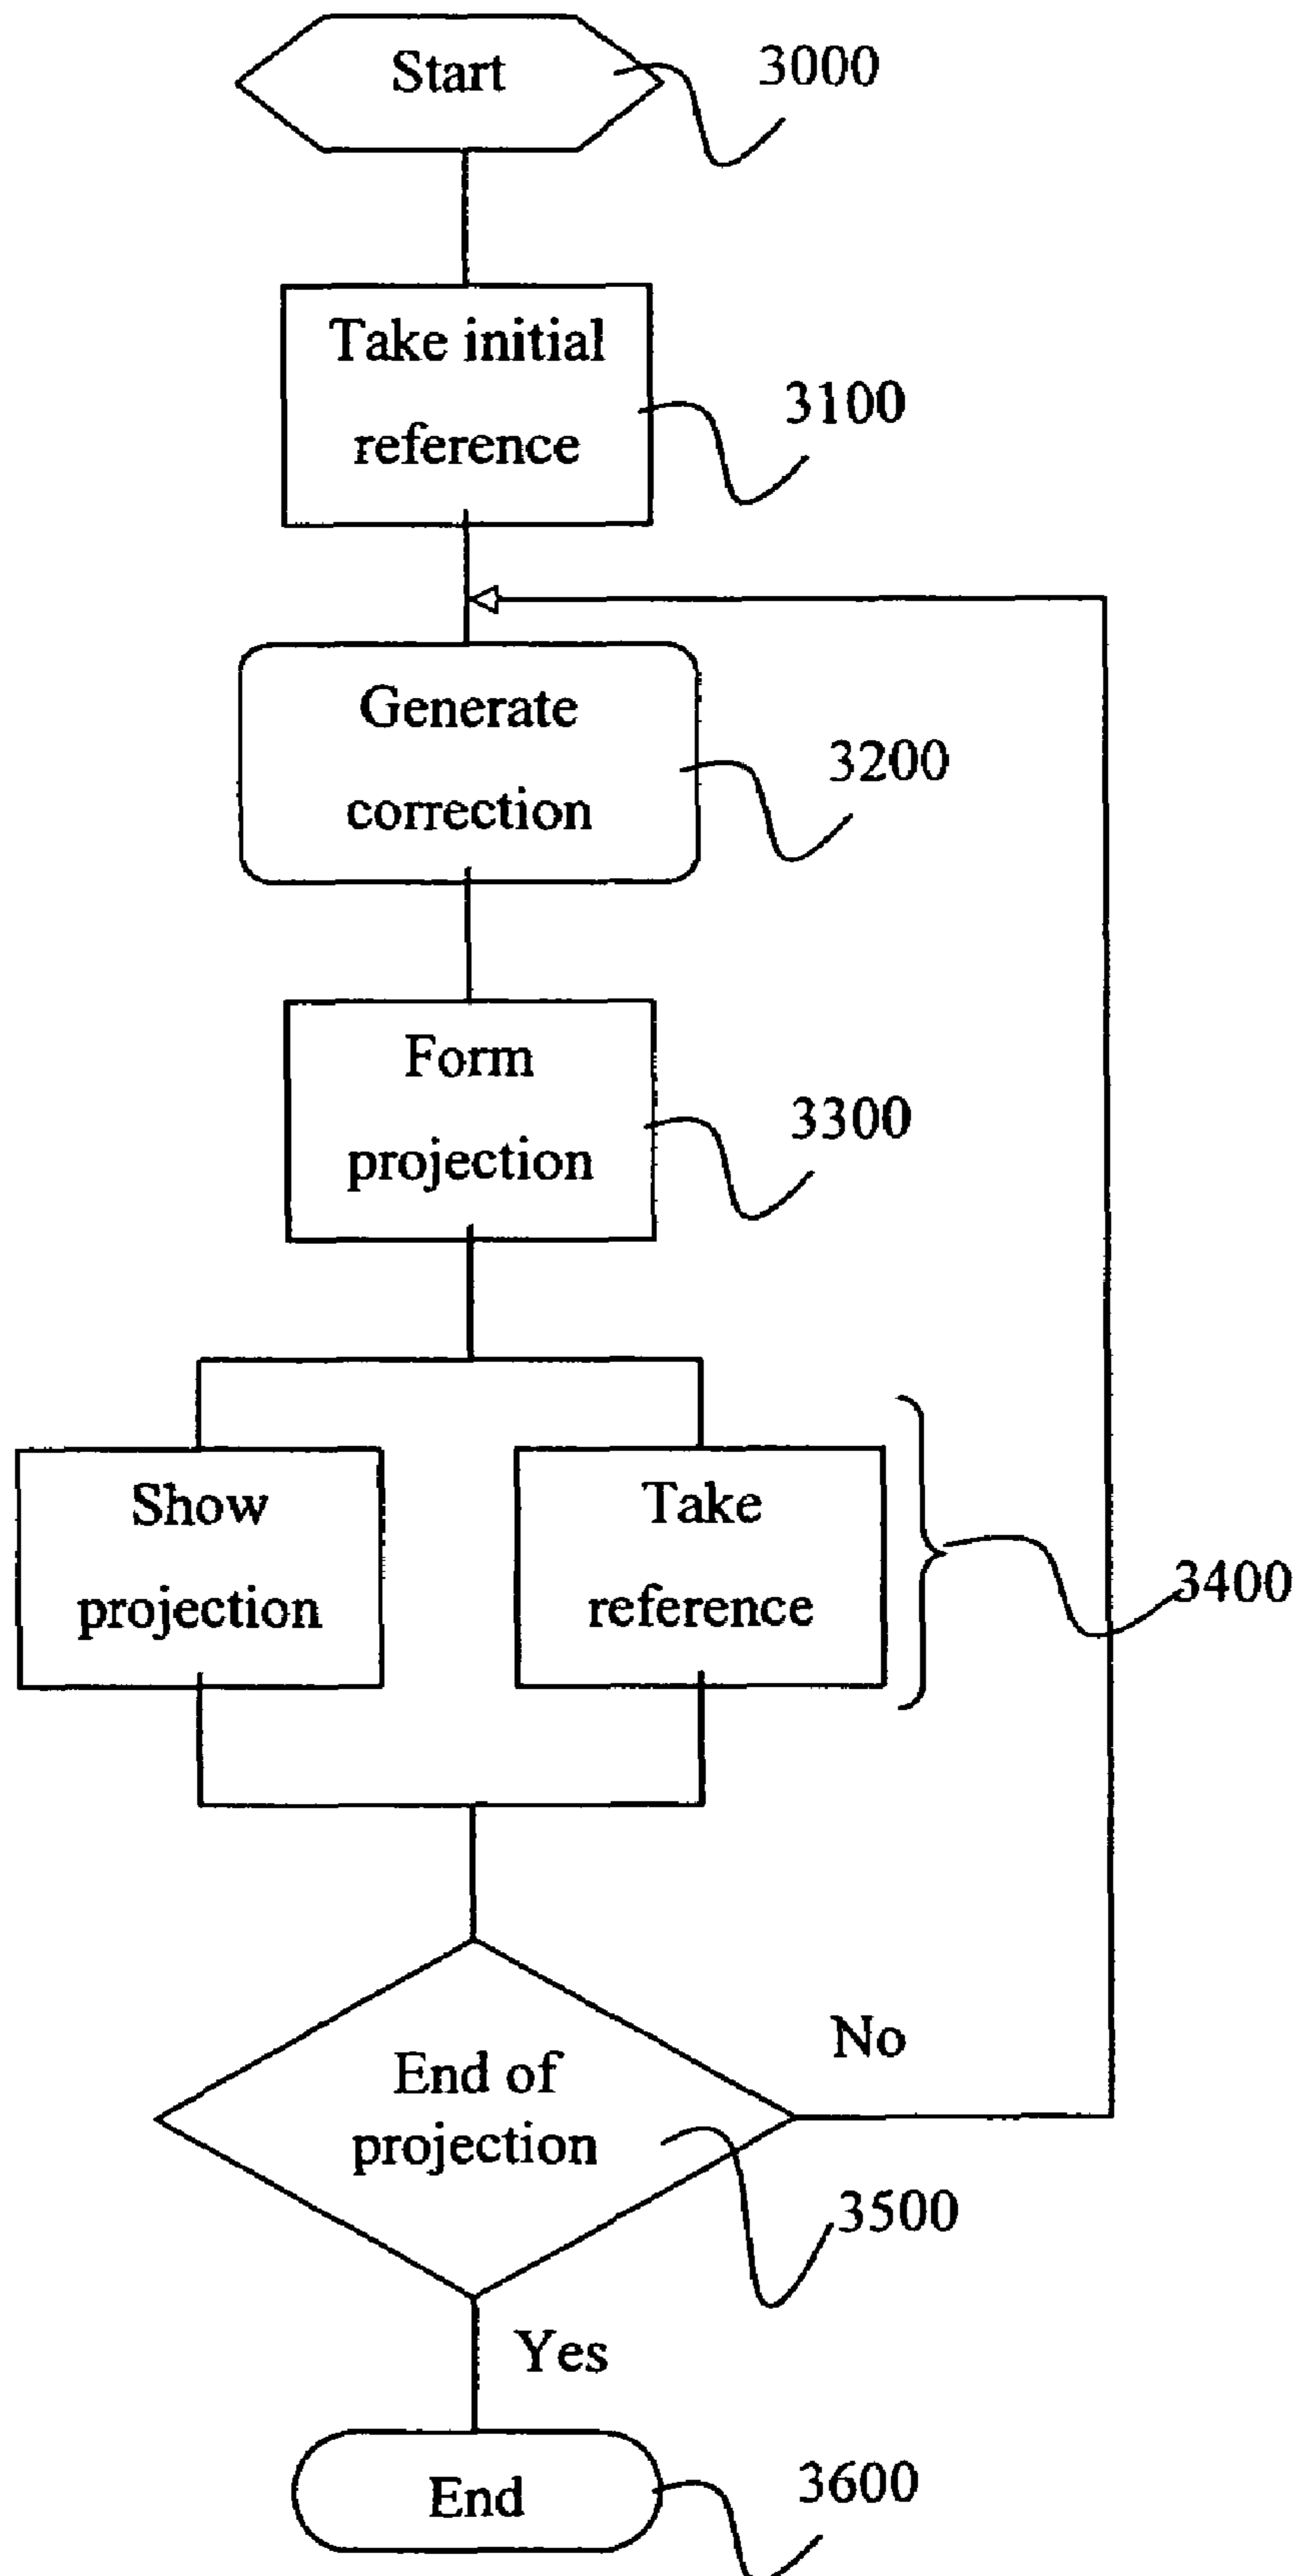 Start
3000
Take initial
reference
3100
Generate
correction
3200
Form
projection
3300
Show
projection
Take
reference
3400
End of
projection
No
3500
Yes
End
3600